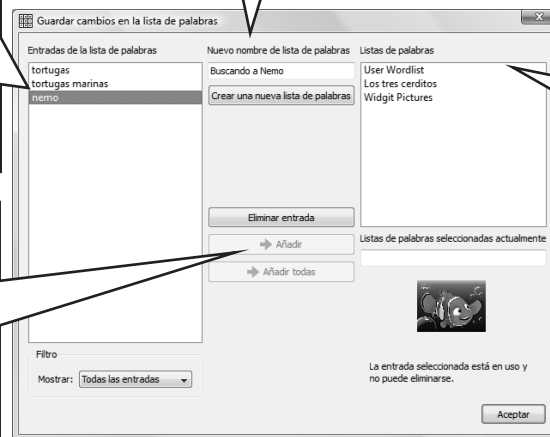 Guardar cambios en la lista de palabras
Entradas de la lista de palabras
tortugas
tortugas marinas
nemo
Nuevo nombre de lista de palabras
Buscando a Nemo
Crear una nueva lista de palabras
Listas de palabras
User Wordlist
Los tres cerditos
Widgit Pictures
Eliminar entrada
Añadir
Añadir todas
Listas de palabras seleccionadas actualmente
Filtro
Mostrar: Todas las entradas
La entrada seleccionada está en uso y
no puede eliminarse.
Aceptar